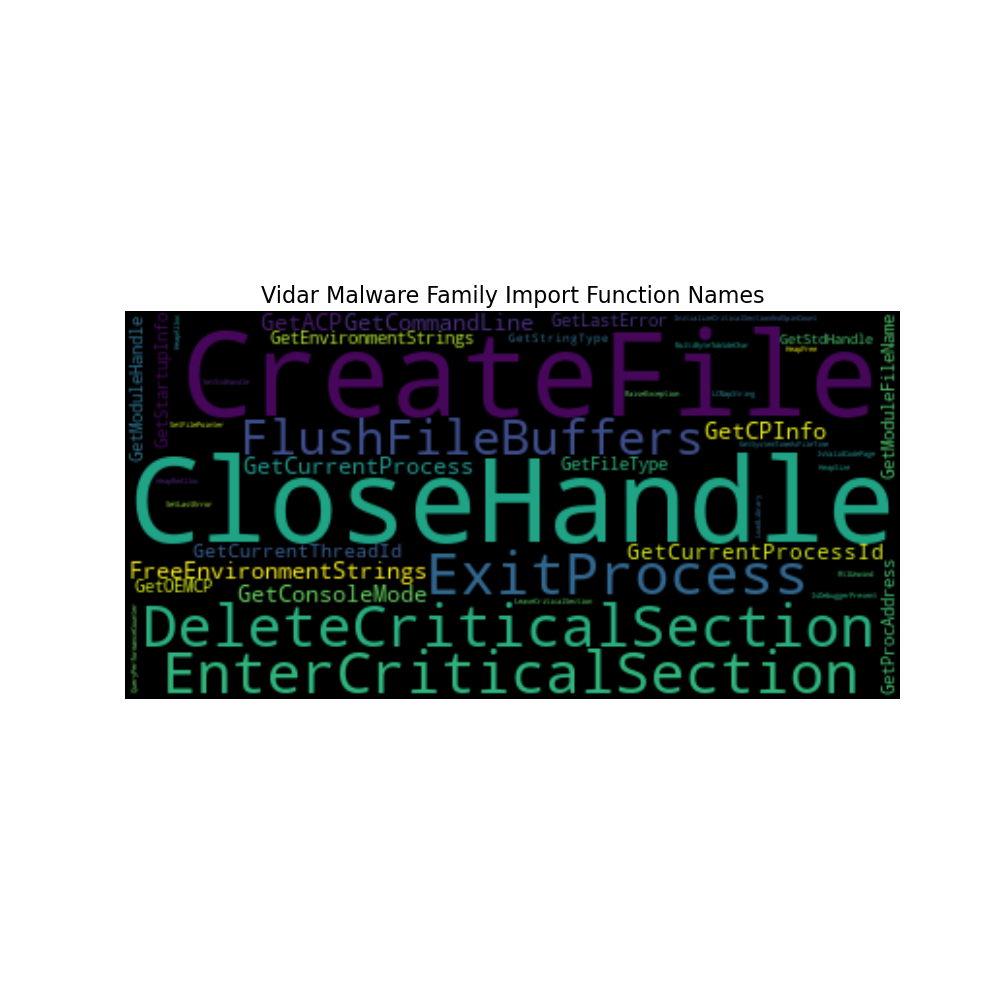 Vidar Malware Family Import Function Names
GetModuleHandle
GetStartupInfo
HeapAlloc
GetACP
GetCommandLine
GetLastError
InitializeCriticalSectionAndSpinCount
GetEnvironmentStrings
GetStringType
MultiByteToWideChar
GetStdHandle
HeapFree
GetModuleFileName
CreateFile
SetStdHandle
RaiseException
LCMapString
SetFilePointer
FlushFileBuffers
GetCPInfo
GetSystemTimeAsFileTime
IsValidCodePage
GetCurrentProcess
GetFileType
HeapSize
CloseHandle
HeapReAlloc
SetLastError
LoadLibrary
GetCurrentThreadId
GetCurrentProcessId
FreeEnvironmentStrings
ExitProcess
RtlUnwind
GetOEMCP
GetConsoleMode
LeaveCriticalSection
IsDebuggerPresent
GetProcAddress
QueryPerformanceCounter
DeleteCriticalSection
EnterCriticalSection